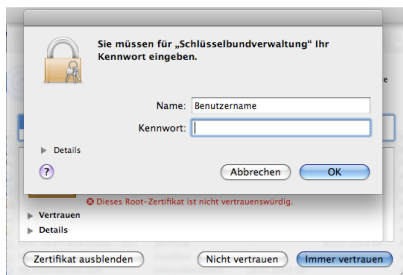 Sie müssen für „Schlüsselbundverwaltung“ Ihr
Kennwort eingeben.
e
Name: Benutzername
Kennwort:
Details
?
Abbrechen
OK
Dieses Root-Zertifikat ist nicht vertrauenswürdig.
Vertrauen
Details
Zertifikat ausblenden
Nicht vertrauen
Immer vertrauen